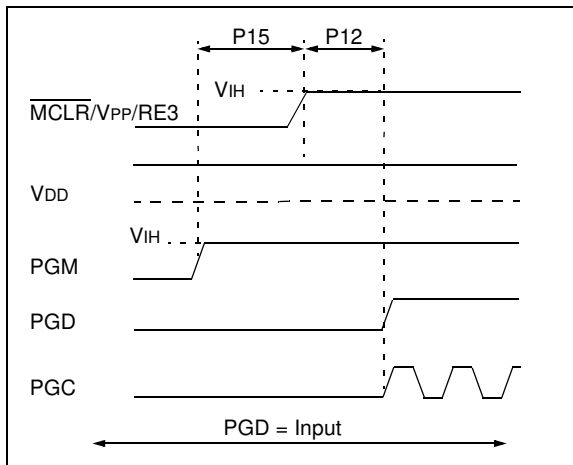 P15
P12
VIH
MCLR/VPP/RE3
VDD
VIH
PGM
PGD
PGC
PGD = Input